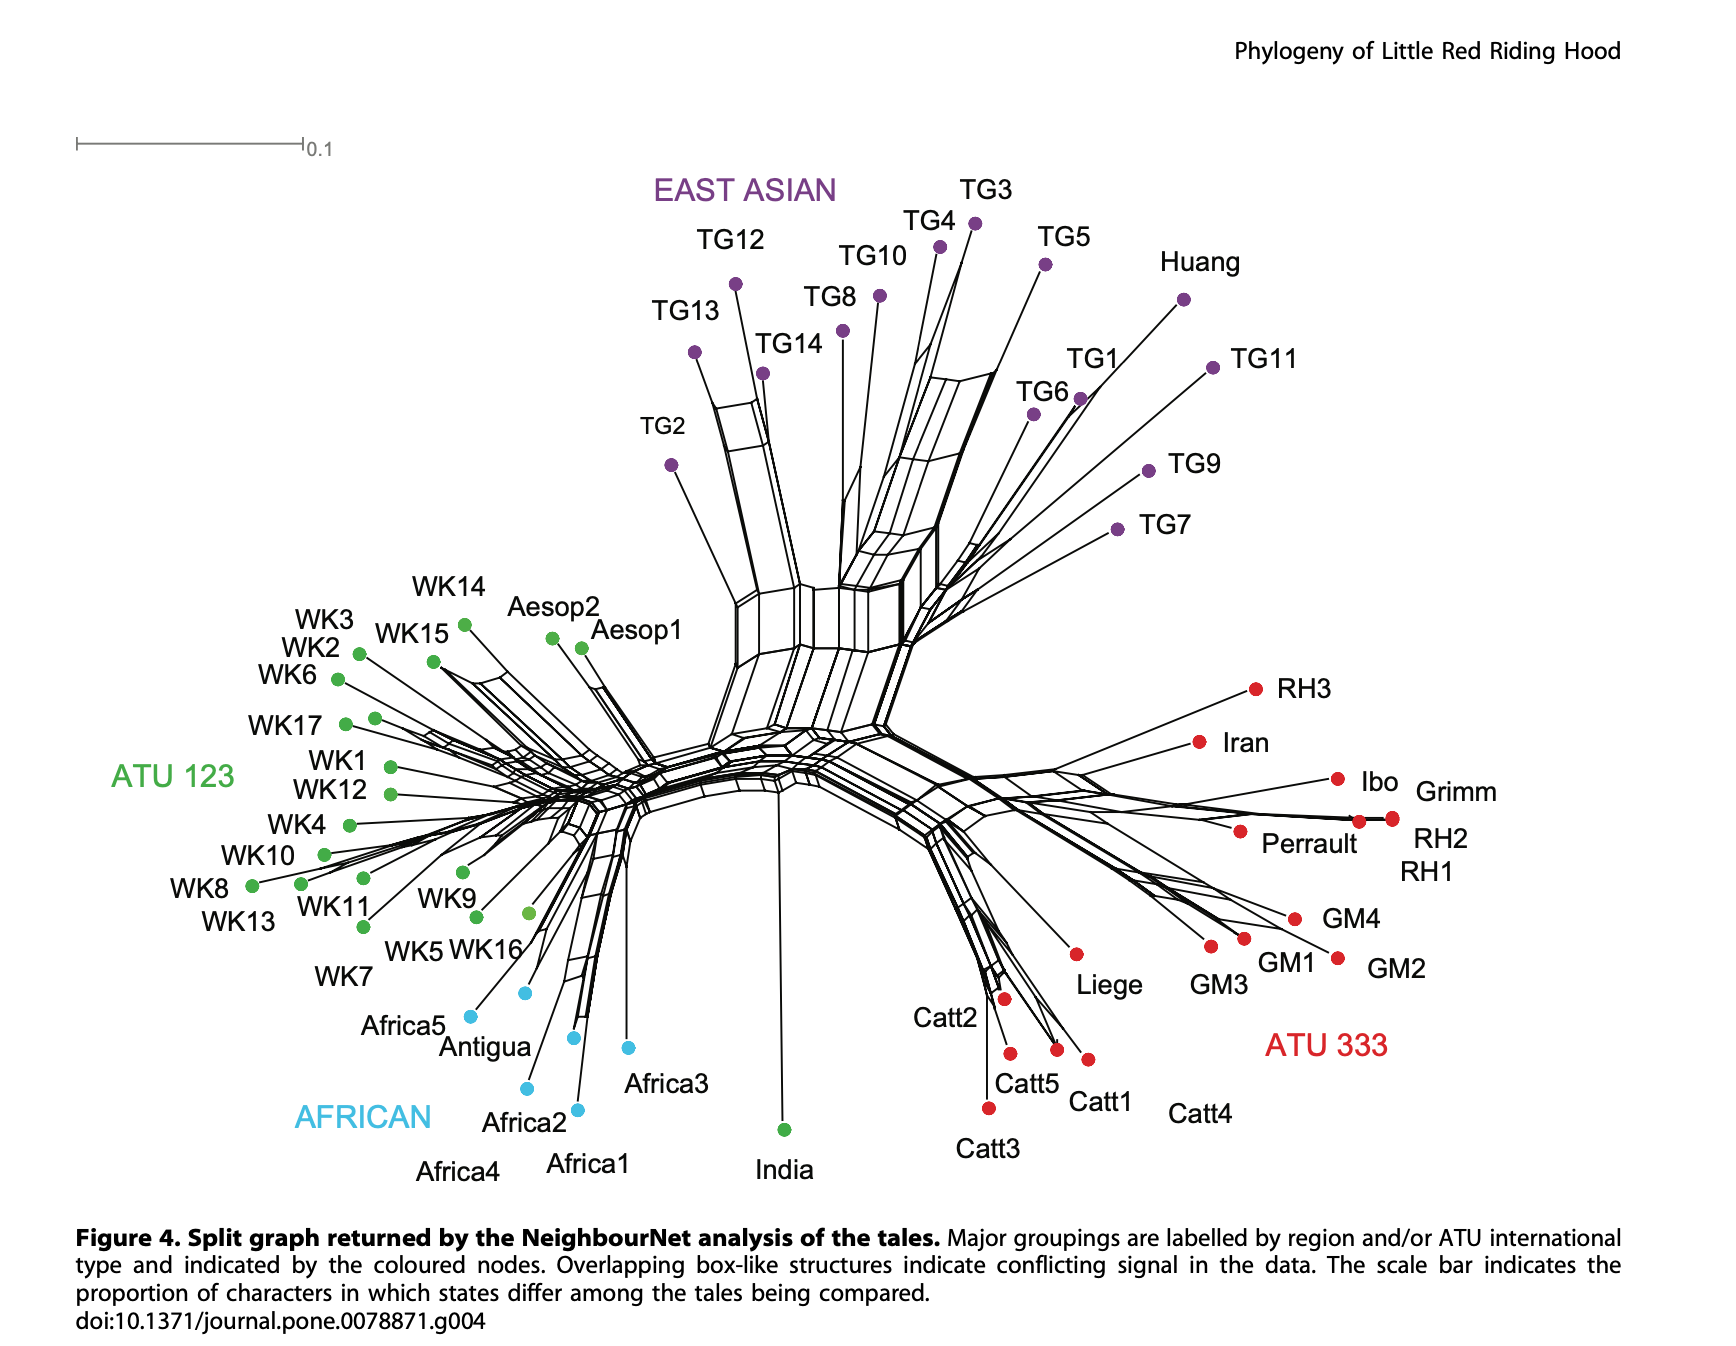 Phylogeny of Little Red Riding Hood
0.1
EAST ASIAN
TG3
TG4
TG5
TG12
TG10
Huang
TG8
TG13
TG14
TG1
TG11
TG6
TG2
TG9
TG7
WK14
Aesop2
WK3
Aesop1
WK15
WK2
WK6
RH3
WK17
Iran
WK1
ATU 123
WK12
Ibo
Grimm
WK4
RH2
Perrault
WK10
RH1
WK8
WK9
WK11
WK13
GM4
WK5
WK16
GM1
GM2
WK7
Liege
GM3
Catt2
Africa5
Antigua
ATU 333
Africa3
Catt5
Catt1
AFRICAN
Catt4
Africa2
Catt3
Africa1
Africa4
India
Figure 4. Split graph returned by the NeighbourNet analysis of the tales. Major groupings are labelled by region and/or ATU international
type and indicated by the coloured nodes. Overlapping box-like structures indicate conflicting signal in the data. The scale bar indicates the
proportion of characters in which states differ among the tales being compared.
doi:10.1371/journal.pone.0078871.g004